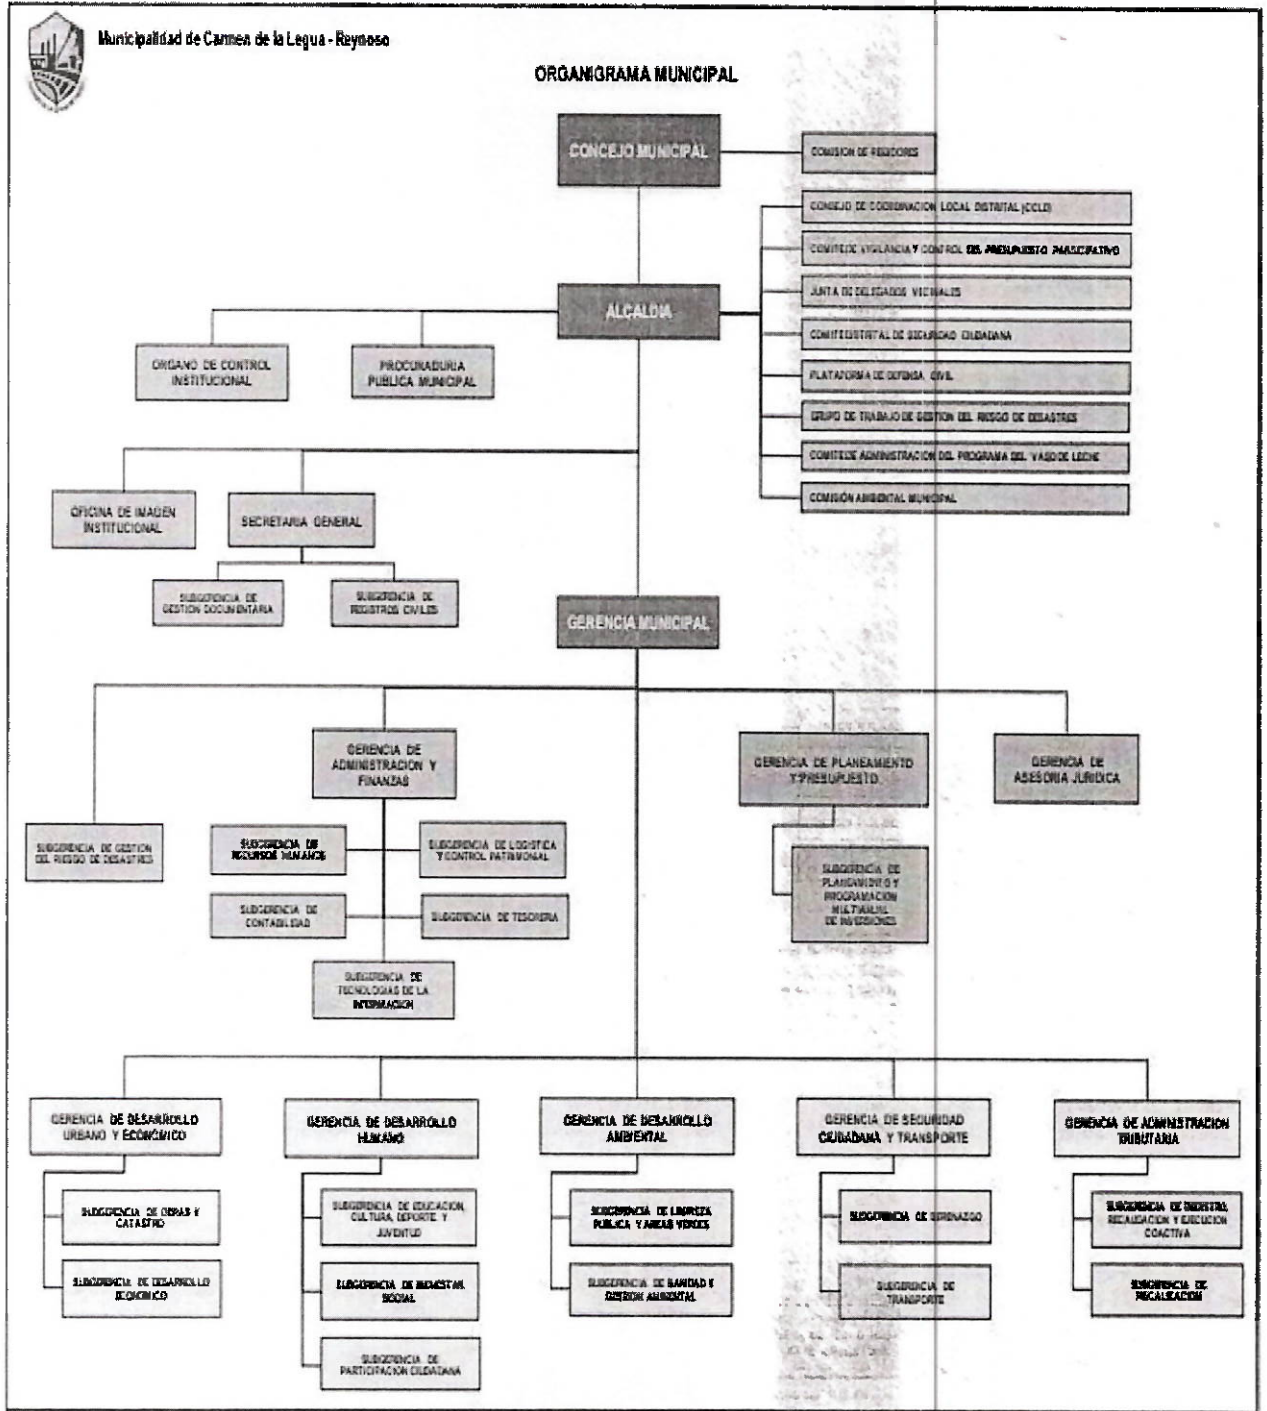 Municipalidad de Carmen de la Legua - Reynoso
ORGANIGRAMA MUNICIPAL
CONCEJO MUNICIPAL
COMISION DE REGIDORES
CONSEJO DE COORDINACION LOCAL DISTRITAL (CCLD)
COMITE DE VIGILANCIA Y CONTROL DEL PRESUPUESTO PARTICIPATIVO
JUNTA DE DELEGADOS VECINALES
ALCALDIA
COMITE DISTRITAL DE SEGURIDAD CIUDADANA
ORGANO DE CONTROL
INSTITUCIONAL
PROCURADURIA
PUBLICA MUNICIPAL
PLATAFORMA DE DEFENSA CIVIL
GRUPO DE TRABAJO DE GESTION DEL RIESGO DE DESASTRES
COMITE DE ADMINISTRACION DEL PROGRAMA DEL VASO DE LECHE
COMISIÓN AMBIENTAL MUNICIPAL
OFICINA DE IMAGEN
INSTITUCIONAL
SECRETARIA GENERAL
SUBGERENCIA DE
GESTION DOCUMENTARIA
SUBGERENCIA DE
REGISTROS CIVILES
GERENCIA MUNICIPAL
GERENCIA DE
ADMINISTRACION Y
FINANZAS
GERENCIA DE PLANEAMIENTO
Y PRESUPUESTO
GERENCIA DE
ASESORIA JURIDICA
SUBGERENCIA DE GESTION
DEL RIESGO DE DESASTRES
SUBGERENCIA DE
RECURSOS HUMANOS
SUBGERENCIA DE LOGISTICA
Y CONTROL PATRIMONIAL
SUBGERENCIA DE
PLANEAMIENTO Y
PROGRAMACION
MULTIANUAL
DE INVERSIONES
SUBGERENCIA DE
CONTABILIDAD
SUBGERENCIA DE TESORERIA
SUBGERENCIA DE
TECNOLOGIAS DE LA
INFORMACION
GERENCIA DE DESARROLLO
URBANO Y ECONÓMICO
GERENCIA DE DESARROLLO
HUMANO
GERENCIA DE DESARROLLO
AMBIENTAL
GERENCIA DE SEGURIDAD
CIUDADANA Y TRANSPORTE
GERENCIA DE ADMINISTRACION
TRIBUTARIA
SUBGERENCIA DE OBRAS Y
CATASTRO
SUBGERENCIA DE EDUCACION,
CULTURA, DEPORTE Y
JUVENTUD
SUBGERENCIA DE LIMPIEZA
PUBLICA Y AREAS VERDES
SUBGERENCIA DE SERENAZGO
SUBGERENCIA DE REGISTRO,
RECAUDACION Y EJECUCION
COACTIVA
SUBGERENCIA DE DESARROLLO
ECONOMICO
SUBGERENCIA DE BIENESTAR
SOCIAL
SUBGERENCIA DE SANIDAD Y
GESTION AMBIENTAL
SUBGERENCIA DE
TRANSPORTE
SUBGERENCIA DE
FISCALIZACION
SUBGERENCIA DE
PARTICIPACION CIUDADANA